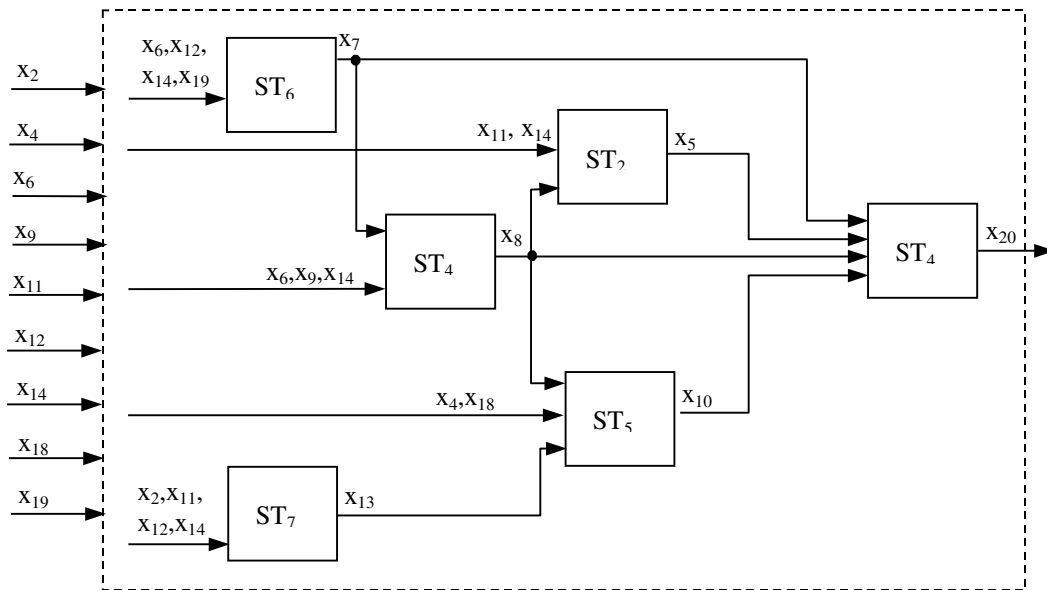 x2
x4
x6
x9
x11
x12
x14
x18
x19
x6,x12,
x14,x19
ST6
x7
x11, x14
ST2
x5
x6,x9,x14
ST4
x8
ST4
x20
x4,x18
ST5
x10
x2,x11,
x12,x14
ST7
x13